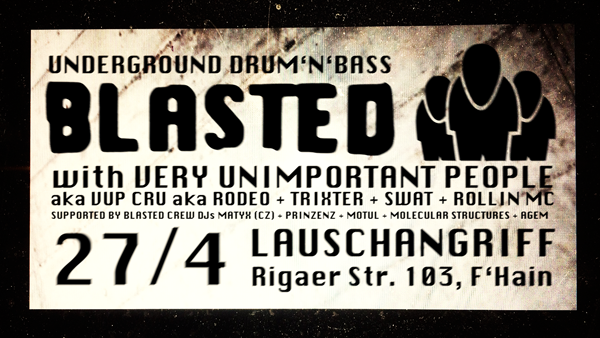 UNDERGROUND DRUM'N'BASS
BLASTED
with VERY UNIMPORTANT PEOPLE
aka VUP CRU aka RODEO + TRIXTER + SWAT + ROLLIN'MC
SUPPORTED BY BLASTED CREW DJs MATYX (CZ) + PRINZENZ + MOTUL + MOLECULAR STRUCTURES + AGEM
27/4
LAUSCHANGRIFF
Rigaer Str. 103, F'Hain